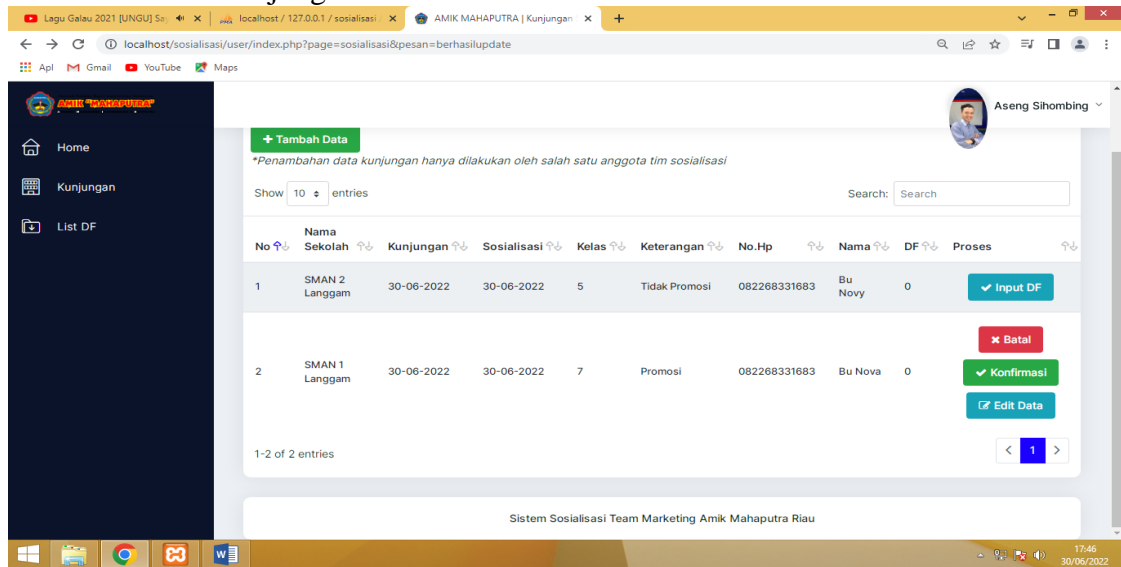 Lagu Galau 2021 [UNGU] Sa
localhost / 127.0.0.1 / sosialisasi
AMIK MAHAPUTRA | Kunjungan
localhost/sosialisasi/user/index.php?page=sosialisasi&pesan=berhasilupdate
Apl Gmail YouTube Maps
AMIK "MAHAPUTRA"
Aseng Sihombing
Home
Kunjungan
List DF
+ Tambah Data
*Penambahan data kunjungan hanya dilakukan oleh salah satu anggota tim sosialisasi
Show 10 entries
Search: Search
No Nama Sekolah Kunjungan Sosialisasi Kelas Keterangan No.Hp Nama DF Proses
1 SMAN 2 Langgam 30-06-2022 30-06-2022 5 Tidak Promosi 082268331683 Bu Novy 0 Input DF
2 SMAN 1 Langgam 30-06-2022 30-06-2022 7 Promosi 082268331683 Bu Nova 0 Batal
Konfirmasi
Edit Data
1-2 of 2 entries
< 1 >
Sistem Sosialisasi Team Marketing Amik Mahaputra Riau
17:46
30/06/2022